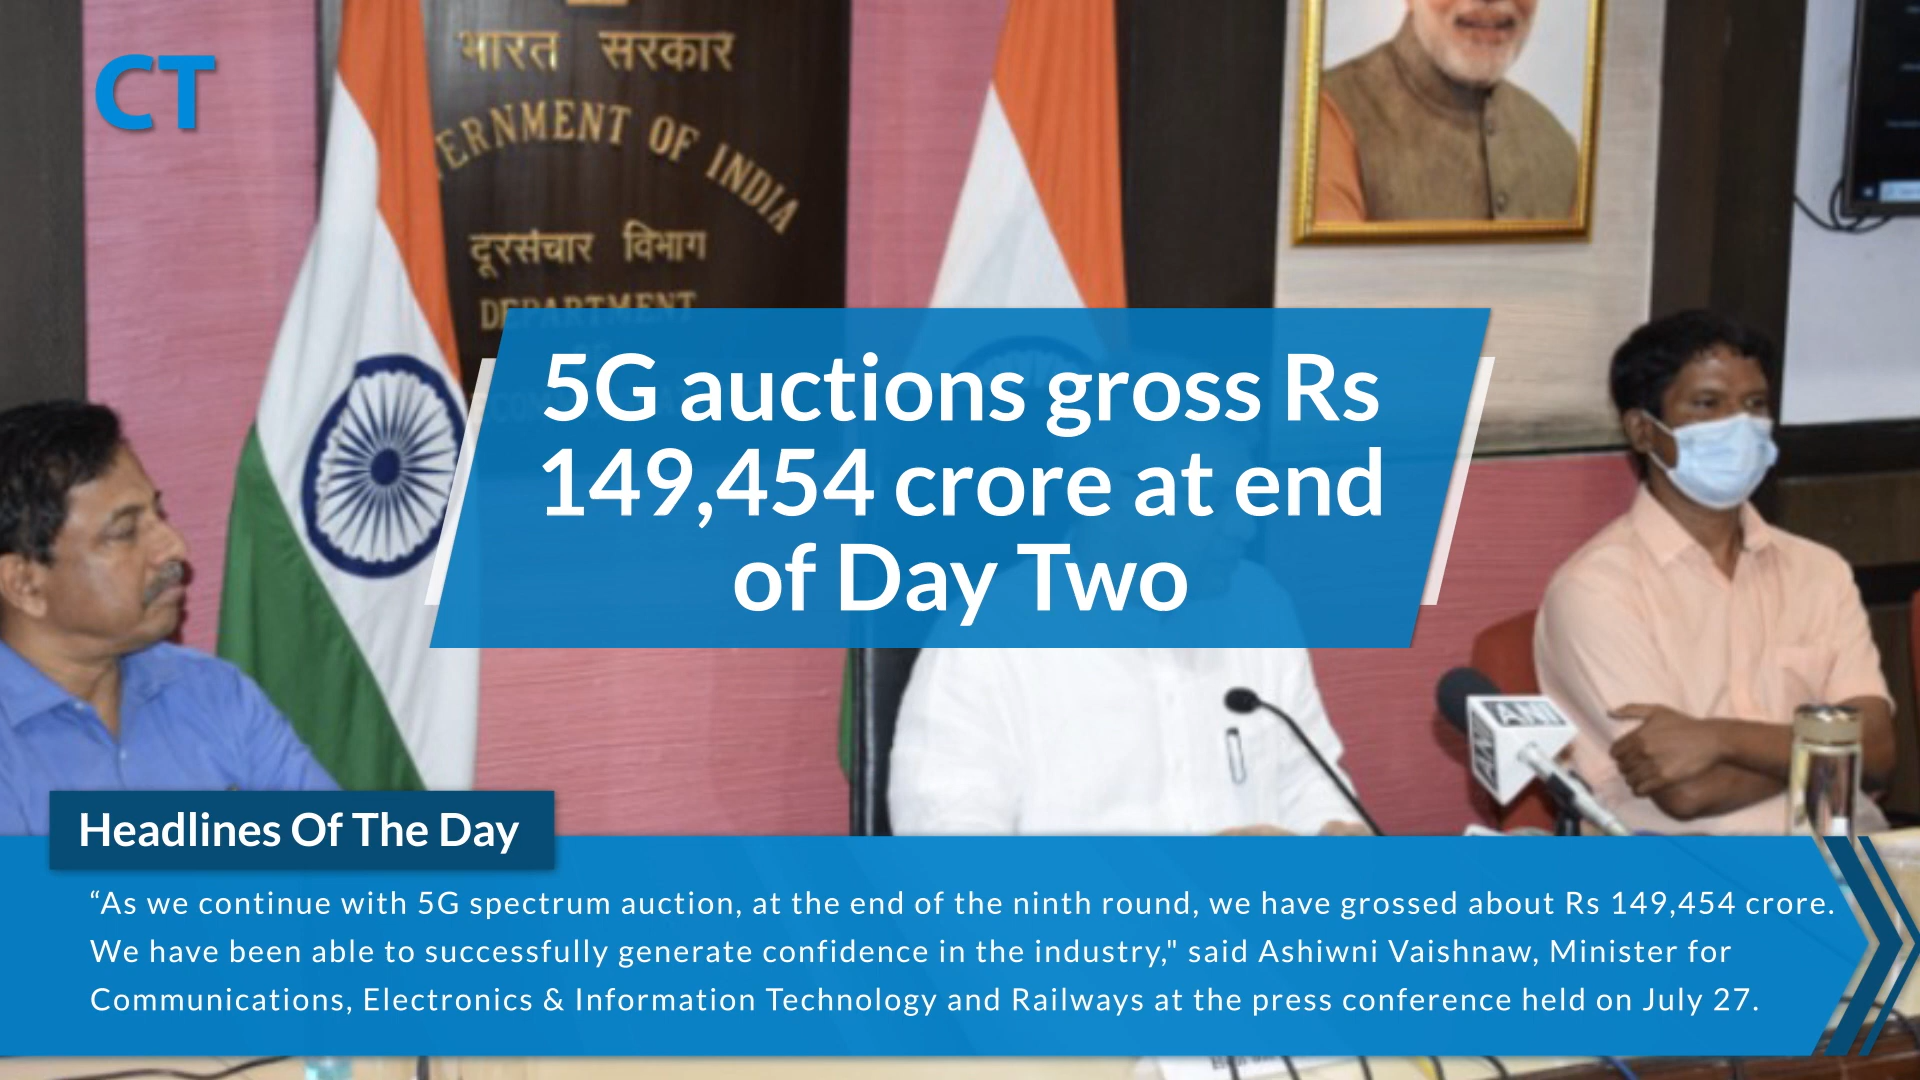 CT
भारत सरकार
ERNMENT OF INDIA
दूरसंचार विभाग
DEPARTMENT
5G auctions gross Rs
149,454 crore at end
of Day Two
ANI
ANI
Headlines Of The Day
“As we continue with 5G spectrum auction, at the end of the ninth round, we have grossed about Rs 149,454 crore.
We have been able to successfully generate confidence in the industry," said Ashiwni Vaishnaw, Minister for
Communications, Electronics & Information Technology and Railways at the press conference held on July 27.